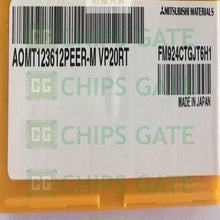 MITSUBISHI MATERIALS
AOMT123612PEER-M VP20RT
FM924CTGJT6H1
MADE IN JAPAN
CHIPS GATE
CHIPS GATE
CHIPS GATE